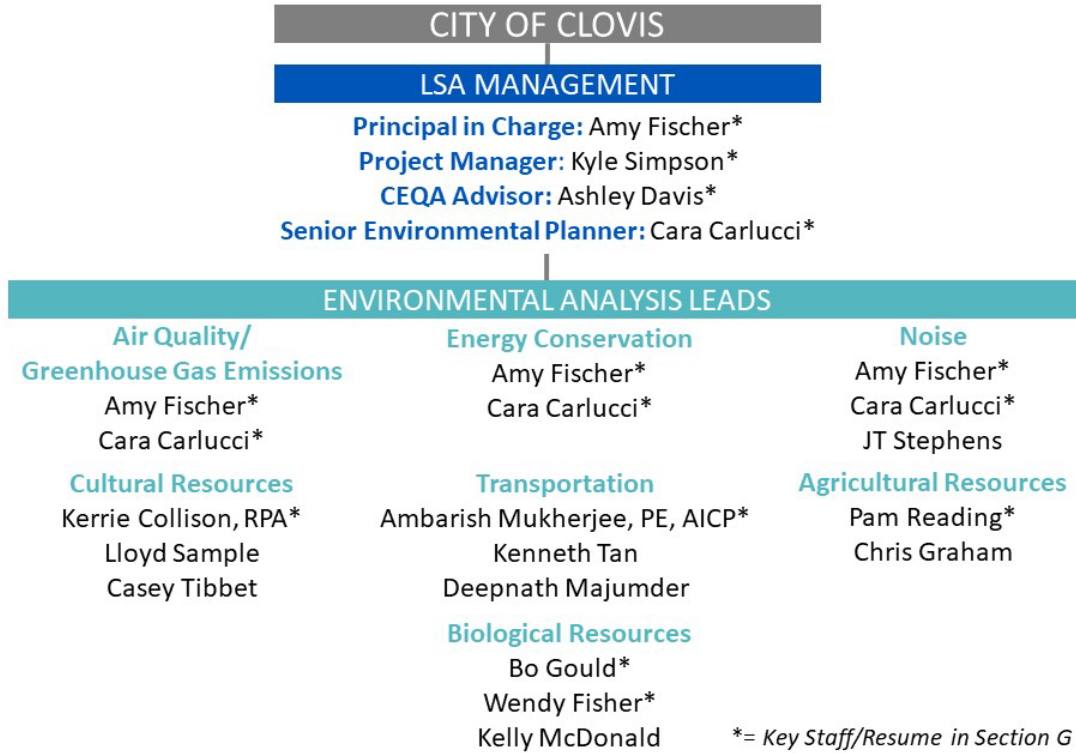 CITY OF CLOVIS
LSA MANAGEMENT
Principal in Charge: Amy Fischer*
Project Manager: Kyle Simpson*
CEQA Advisor: Ashley Davis*
Senior Environmental Planner: Cara Carlucci*
ENVIRONMENTAL ANALYSIS LEADS
Air Quality/
Greenhouse Gas Emissions
Amy Fischer*
Cara Carlucci*
Energy Conservation
Amy Fischer*
Cara Carlucci*
Noise
Amy Fischer*
Cara Carlucci*
JT Stephens
Cultural Resources
Kerrie Collison, RPA*
Lloyd Sample
Casey Tibbet
Transportation
Ambarish Mukherjee, PE, AICP*
Kenneth Tan
Deepnath Majumder
Agricultural Resources
Pam Reading*
Chris Graham
Biological Resources
Bo Gould*
Wendy Fisher*
Kelly McDonald
*= Key Staff/Resume in Section G